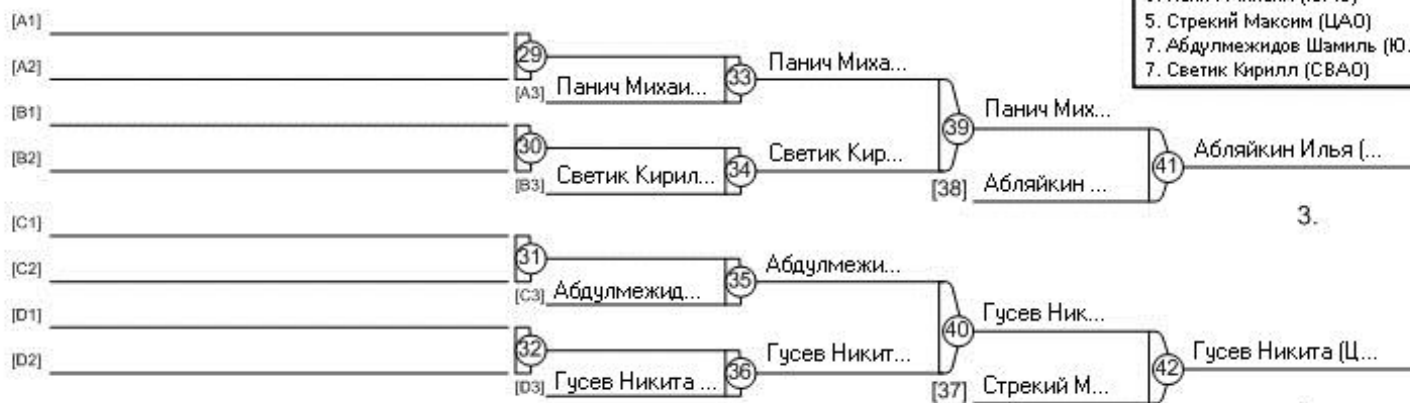 5. Стрекий Максим (ЦАО)
7. Абдулмежидов Шамиль (Ю.
7. Светик Кирилл (СВАО)
[A1]
[A2]
29
[A3] Панич Михаи...
33
Панич Миха...
[B1]
[B2]
30
[B3] Светик Кирил...
34
Светик Кир...
39
Панич Мих...
[38] Абляйкин ...
41
Абляйкин Илья (...
3.
[C1]
[C2]
31
[C3] Абдулмежид...
35
Абдулмежи...
[D1]
[D2]
32
[D3] Гусев Никита ...
36
Гусев Никит...
40
Гусев Ник...
[37] Стрекий М...
42
Гусев Никита (Ц...